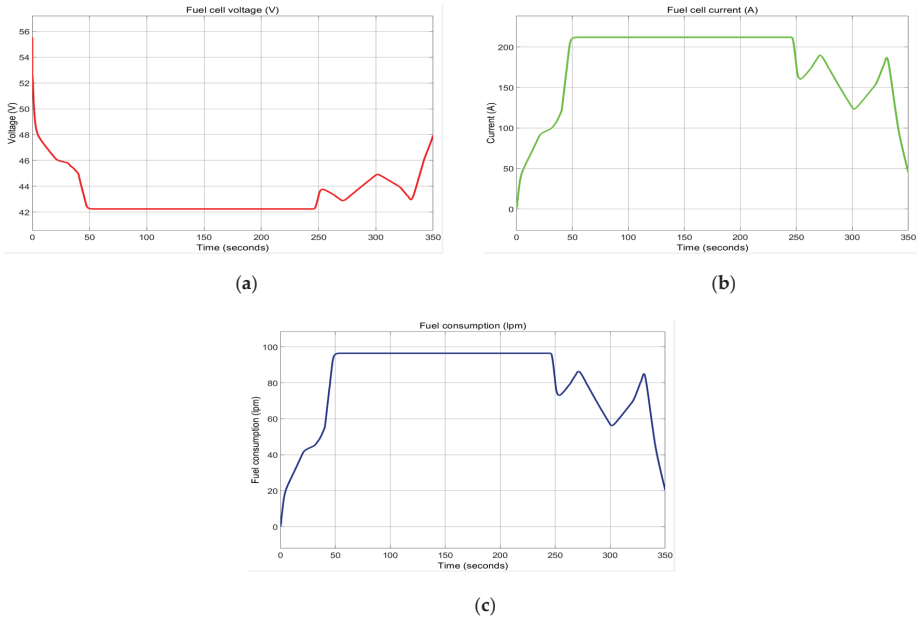 Fuel cell voltage (V)
56
54
52
50
48
46
44
42
Voltage (V)
0 50 100 150 200 250 300 350
Time (seconds)
(a)
Fuel cell current (A)
200
150
100
50
0
Current (A)
0 50 100 150 200 250 300 350
Time (seconds)
(b)
Fuel consumption (lpm)
100
80
60
40
20
0
Fuel consumption (lpm)
0 50 100 150 200 250 300 350
Time (seconds)
(c)